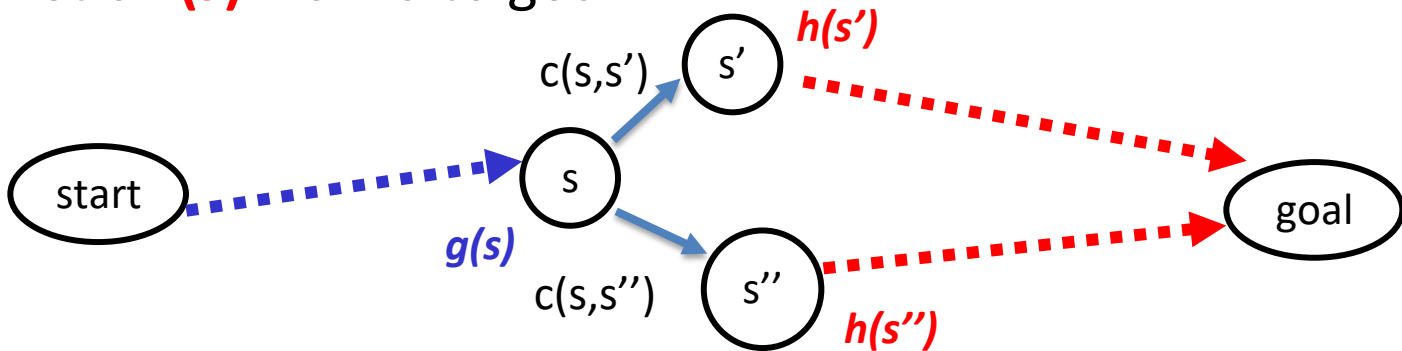 (s)
h(s’)
s’
c(s,s’)
start
s
goal
g(s)
c(s,s’’)
s’’
h(s’’)